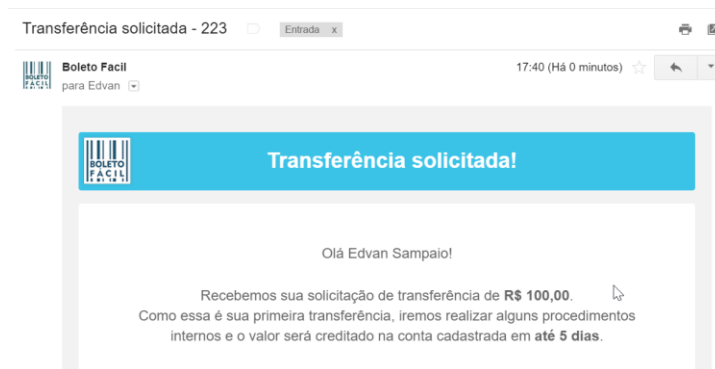 Transferência solicitada - 223
Entrada x
Boleto Facil
17:40 (Há 0 minutos)
para Edvan
BOLETO
FÁCIL
BOLETO
FÁCIL
Transferência solicitada!
Olá Edvan Sampaio!
Recebemos sua solicitação de transferência de R$ 100,00.
Como essa é sua primeira transferência, iremos realizar alguns procedimentos
internos e o valor será creditado na conta cadastrada em até 5 dias.